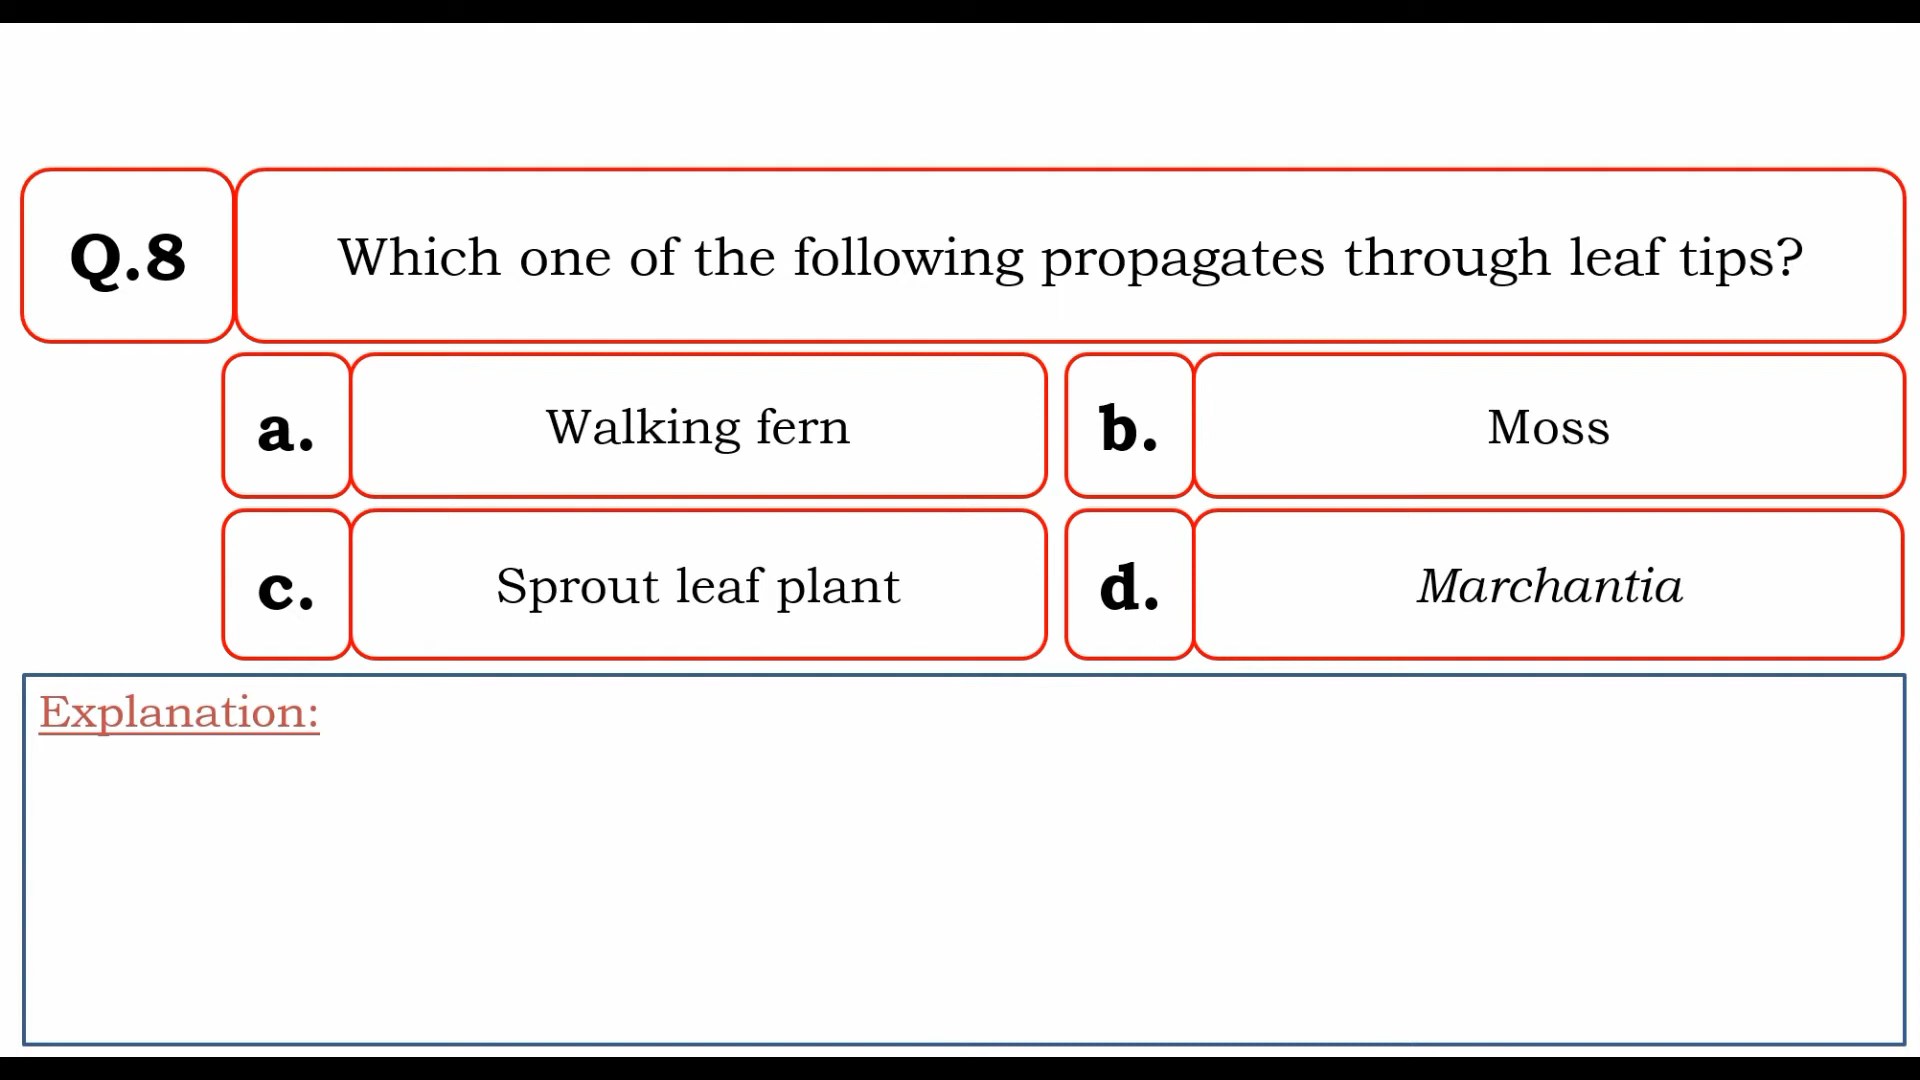 Q.8 Which one of the following propagates through leaf tips?
a. Walking fern b. Moss
c. Sprout leaf plant d. Marchantia
Explanation: